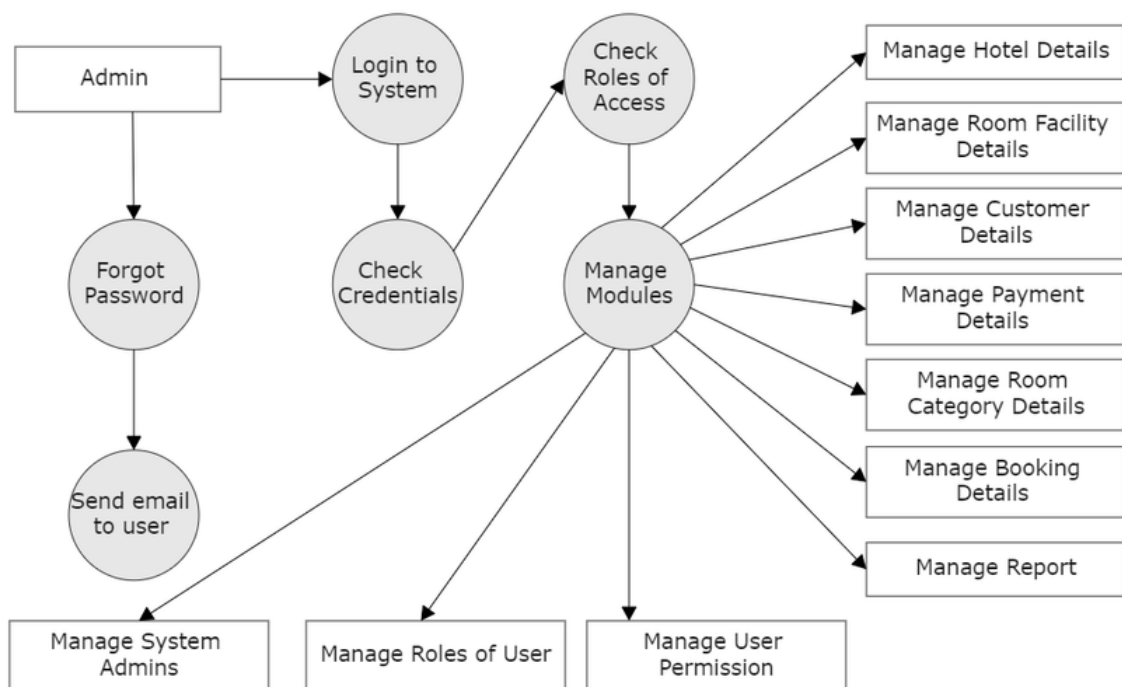 Admin
Login to
System
Check
Roles of
Access
Manage Hotel Details
Manage Room Facility
Details
Manage Customer
Details
Forgot
Password
Check
Credentials
Manage
Modules
Manage Payment
Details
Manage Room
Category Details
Manage Booking
Details
Send email
to user
Manage Report
Manage System
Admins
Manage Roles of User
Manage User
Permission